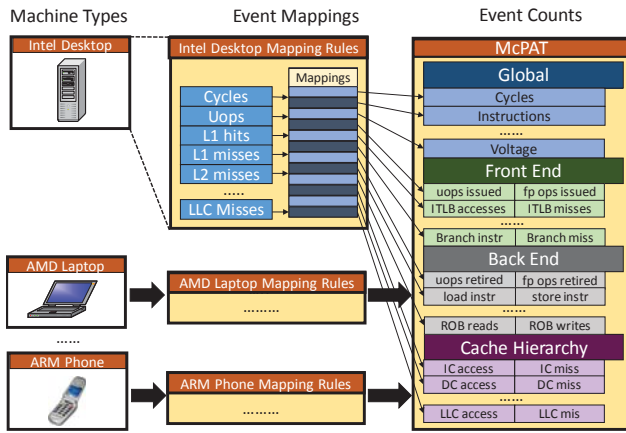 Machine Types
Event Mappings
Event Counts
Intel Desktop
Intel Desktop Mapping Rules
Mappings
Cycles
Uops
L1 hits
L1 misses
L2 misses
.....
LLC Misses
AMD Laptop
AMD Laptop Mapping Rules
.........
......
ARM Phone
ARM Phone Mapping Rules
.........
McPAT
Global
Cycles
Instructions
......
Voltage
Front End
uops issued fp ops issued
ITLB accesses ITLB misses
......
Branch instr Branch miss
Back End
uops retired fp ops retired
load instr store instr
......
ROB reads ROB writes
Cache Hierarchy
IC access IC miss
DC access DC miss
......
LLC access LLC mis